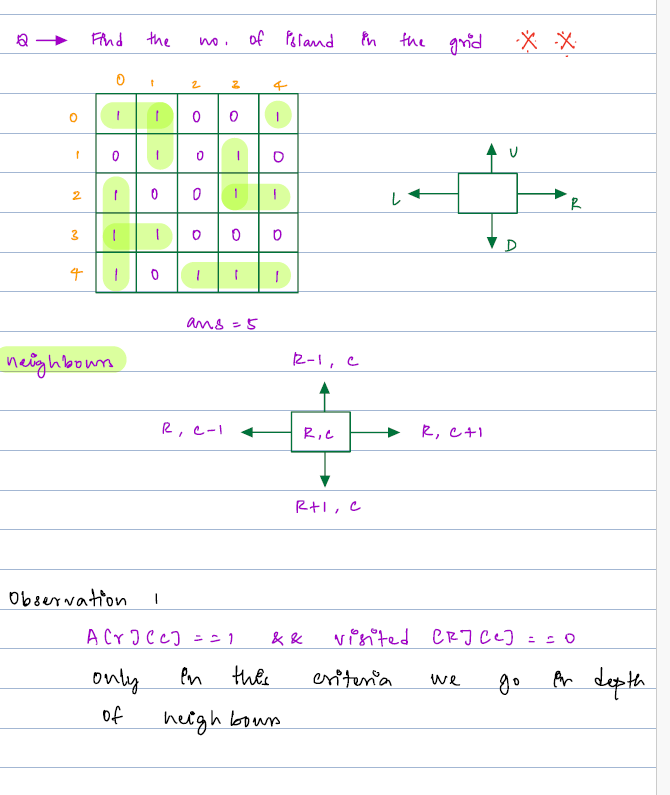 Q → Find the no. of island in the grid
0 1 2 3 4
0 1 1 0 0 1
1 0 1 0 1 0
2 1 0 0 1 1
3 1 1 0 0 0
4 1 0 1 1 1
U
L R
D
ans = 5
neighbours
R-1, C
R, C-1 R, C R, C+1
R+1, C
Observation 1
A[r][c] == 1 && visited [R][c] == 0
only in this criteria we go in depth
of neighbours